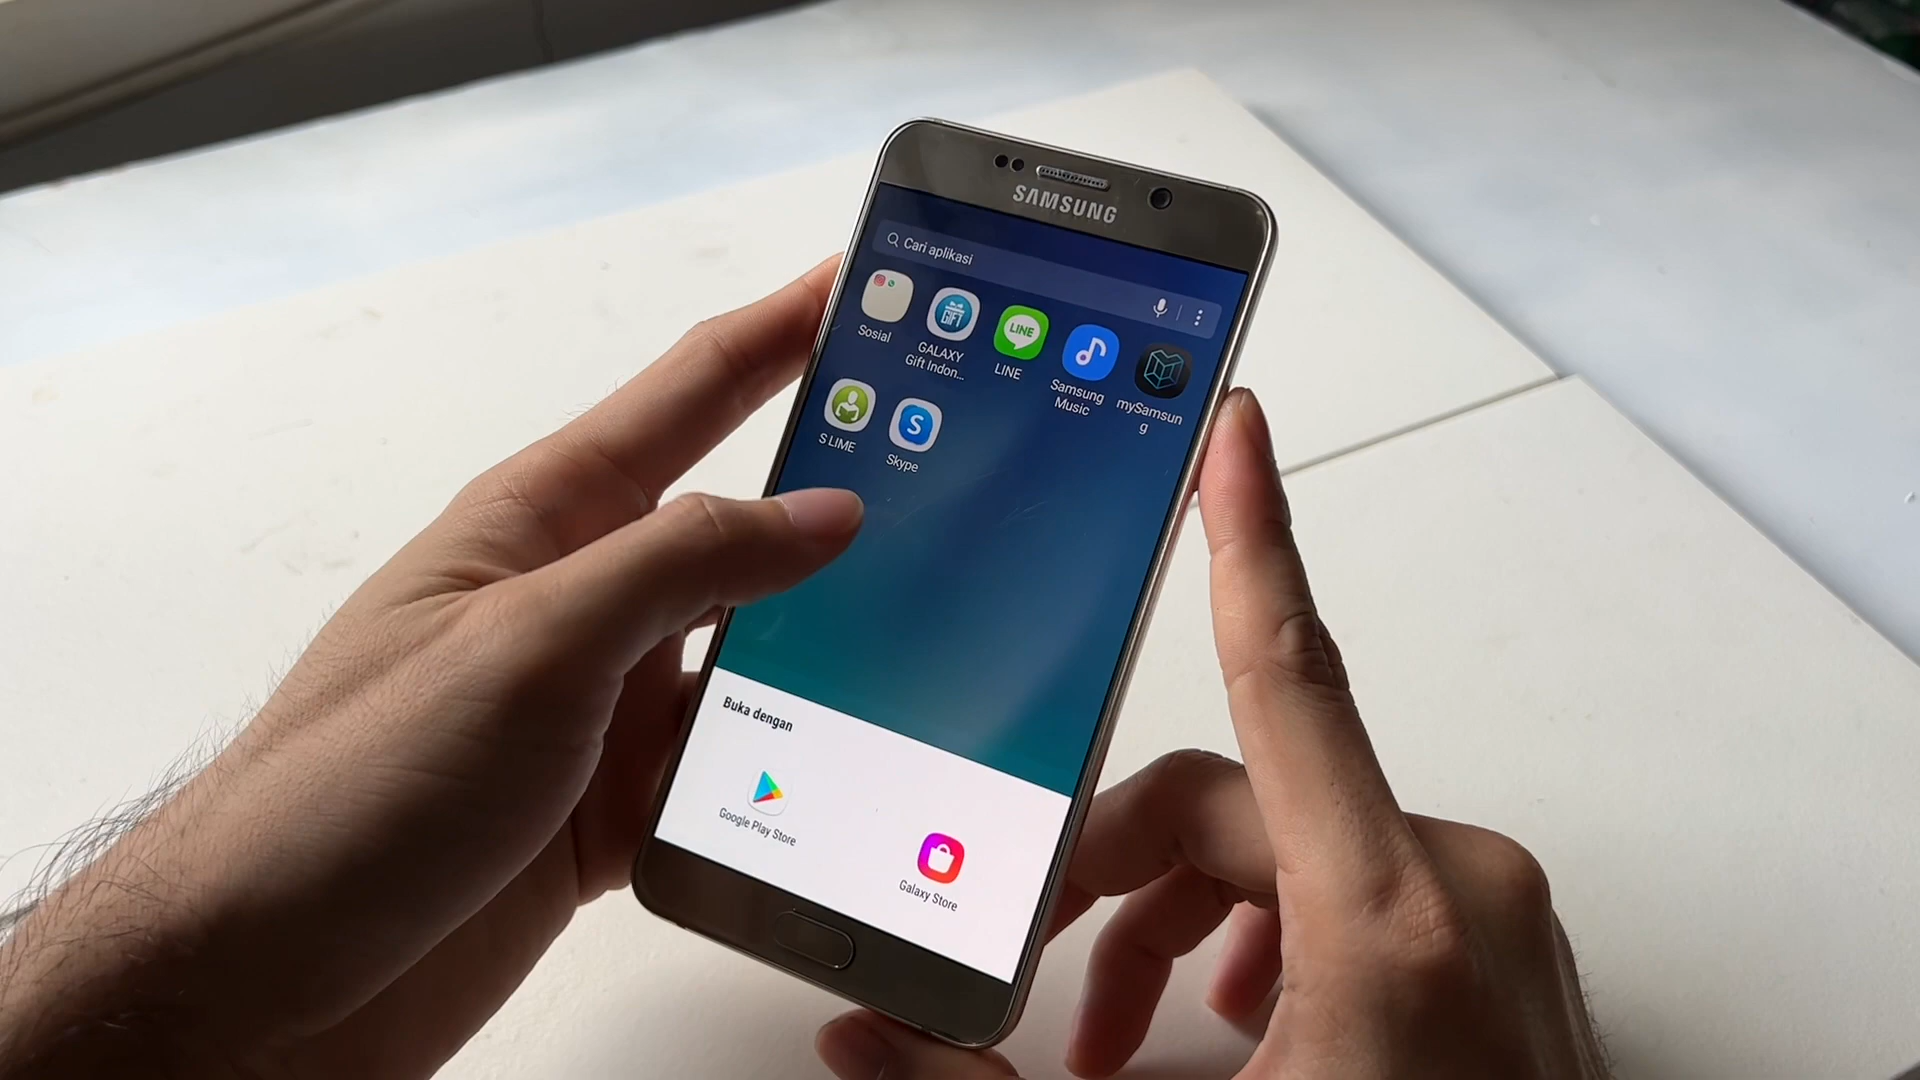 SAMSUNG
Cari aplikasi
GIFT
LINE
S
Sosial
GALAXY
Gift Indon...
LINE
Samsung
Music
mySamsun
g
S LIME
Skype
Buka dengan
Google Play Store
Galaxy Store